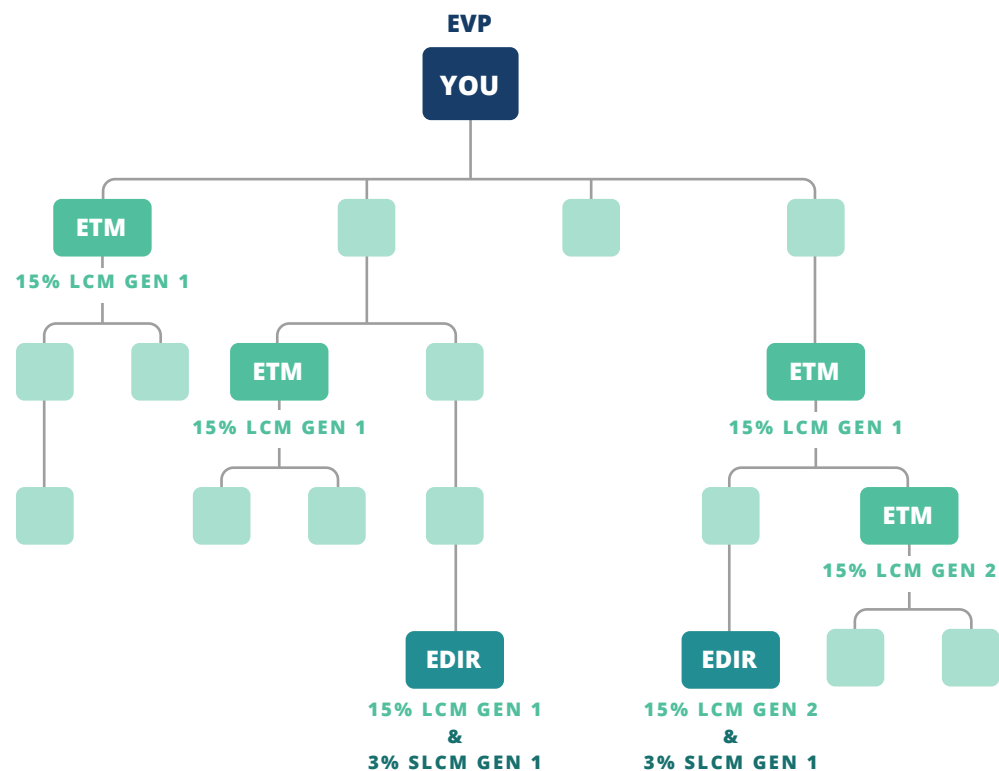 EVP
YOU
ETM
15% LCM GEN 1
ETM
15% LCM GEN 1
ETM
15% LCM GEN 1
ETM
15% LCM GEN 2
EDIR
15% LCM GEN 1
&
3% SLCM GEN 1
EDIR
15% LCM GEN 2
&
3% SLCM GEN 1